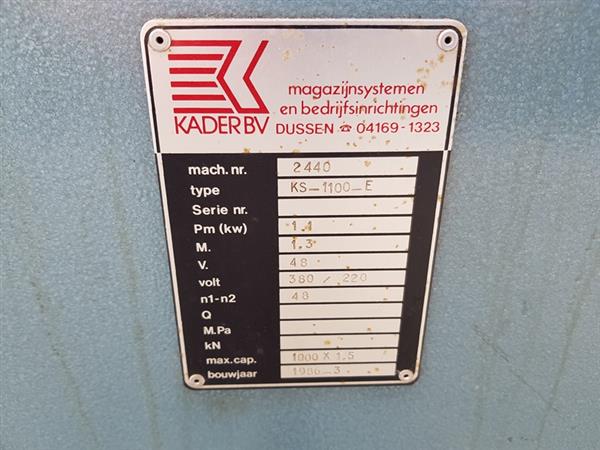 magazijnsystemen
en bedrijfsinrichtingen
KADER BV DUSSEN ☎ 04169-1323
mach. nr. 2440
type KS-1100-E
Serie nr.
Pm (kw) 1.1
M. 1.3
V. 48
volt 380 / 220
n1-n2 48
Q
M.Pa
kN
max.cap. 1000 X 1.5
bouwjaar 1986-3